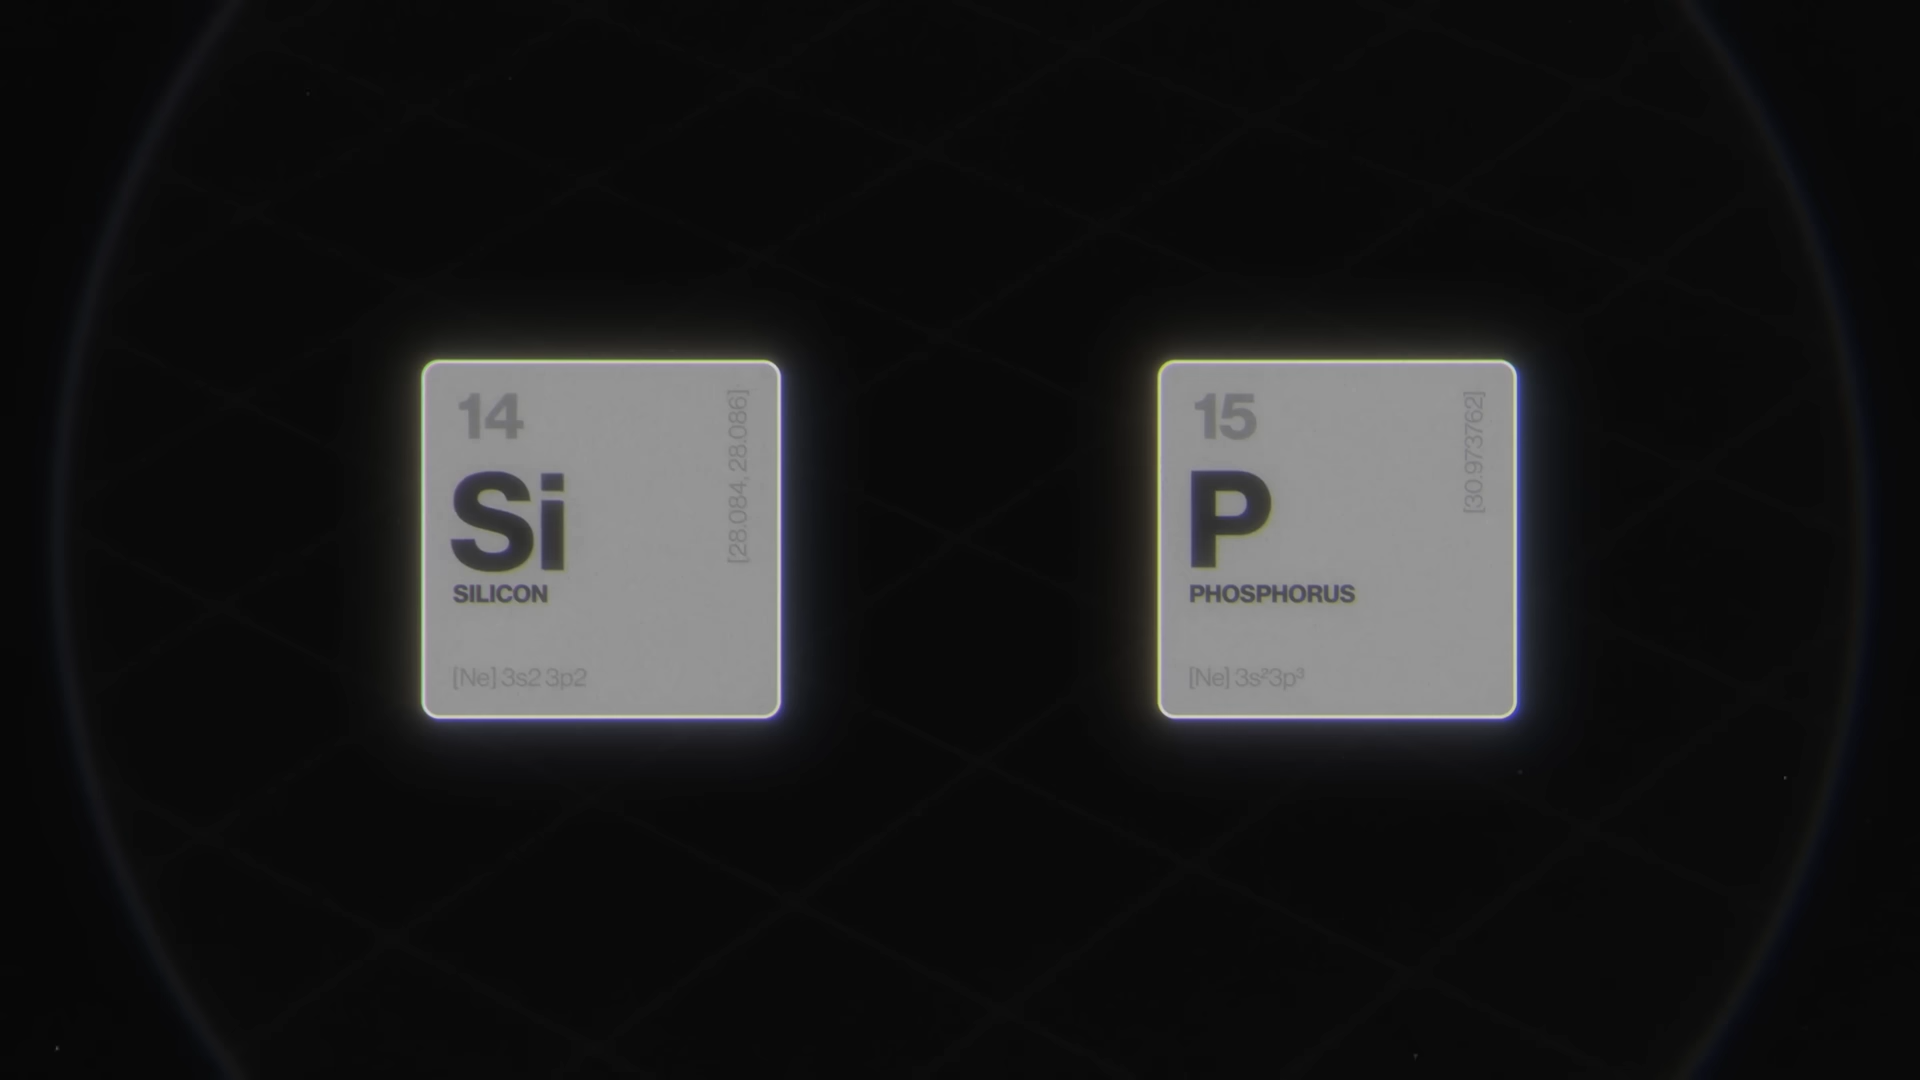 14
[28.084, 28.086]
Si
SILICON
[Ne] 3s2 3p2
15
[30.973762]
P
PHOSPHORUS
[Ne] 3s²3p³